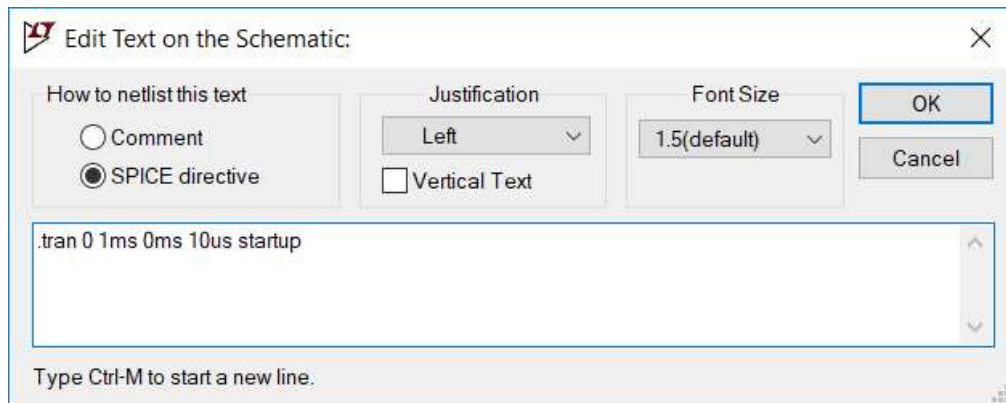 Edit Text on the Schematic:
How to netlist this text
Comment
SPICE directive
Justification
Left
Vertical Text
Font Size
1.5(default)
OK
Cancel
.tran 0 1ms 0ms 10us startup
Type Ctrl-M to start a new line.